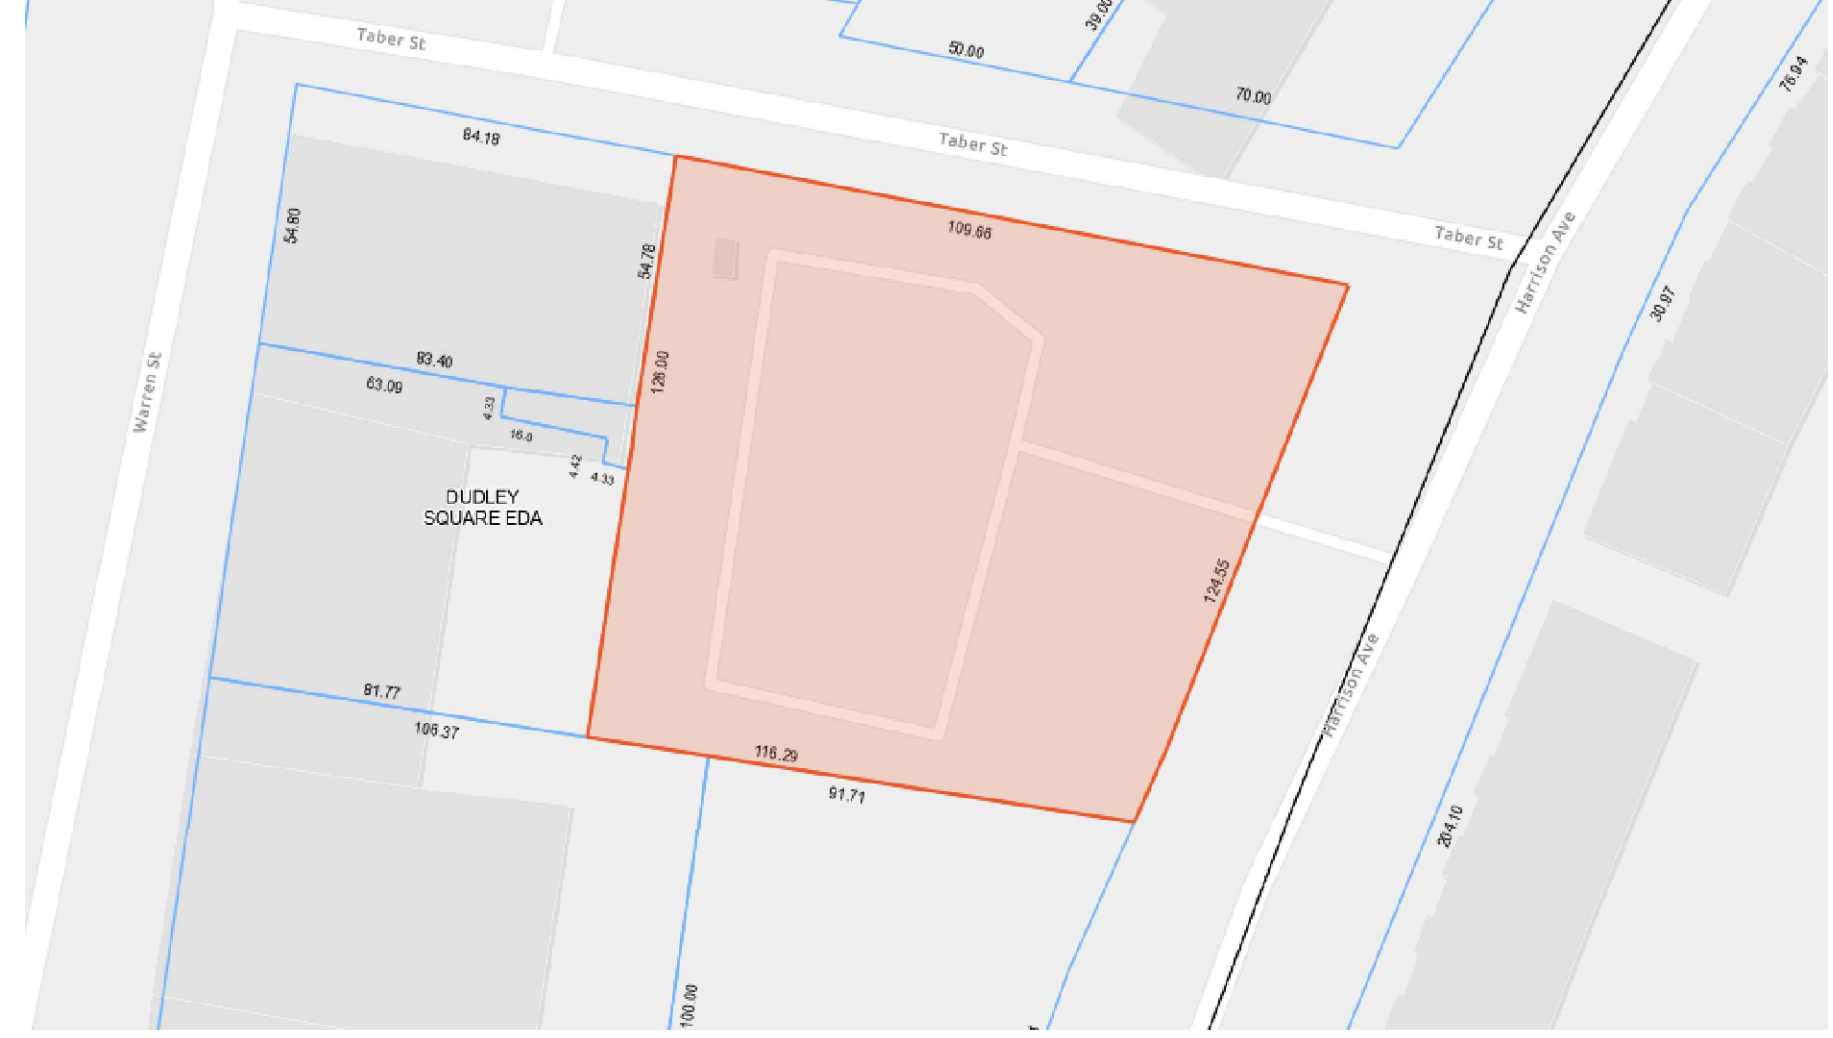 Taber St
50.00
39.00
70.00
76.94
84.18
Taber St
54.80
54.78
109.66
Taber St
Harrison Ave
30.97
Warren St
83.40
63.09
126.00
4.33
16.0
4.42
4.33
DUDLEY
SQUARE EDA
124.55
Harrison Ave
81.77
106.37
116.29
91.71
204.10
100.00